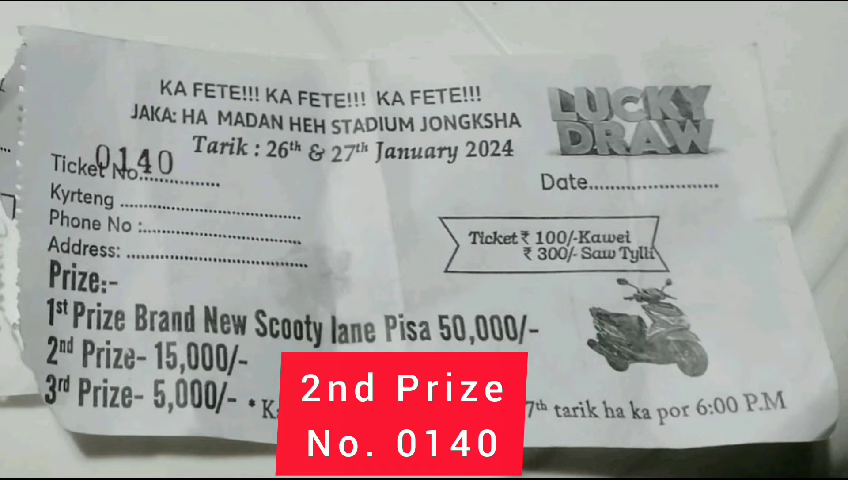 KA FETE!!! KA FETE!!! KA FETE!!!
JAKA: HA MADAN HEH STADIUM JONGKSHA
Tarik : 26th & 27th January 2024
LUCKY
DRAW
Ticket No..............
0140
Date..........................
Kyrteng ..............................
Phone No :..............................
Address: ...................................
Ticket ₹ 100/-Kawei
₹ 300/- Saw Tylli
Prize:-
1st Prize Brand New Scooty lane Pisa 50,000/-
2nd Prize- 15,000/-
3rd Prize- 5,000/-
7th tarik ha ka por 6:00 P.M
2nd Prize
No. 0140